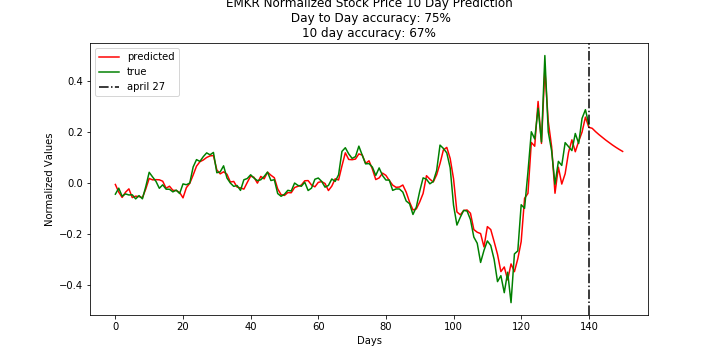 EMKR Normalized Stock Price 10 Day Prediction
Day to Day accuracy: 75%
10 day accuracy: 67%
predicted
true
april 27
Normalized Values
0.4
0.2
0.0
−0.2
−0.4
0 20 40 60 80 100 120 140
Days